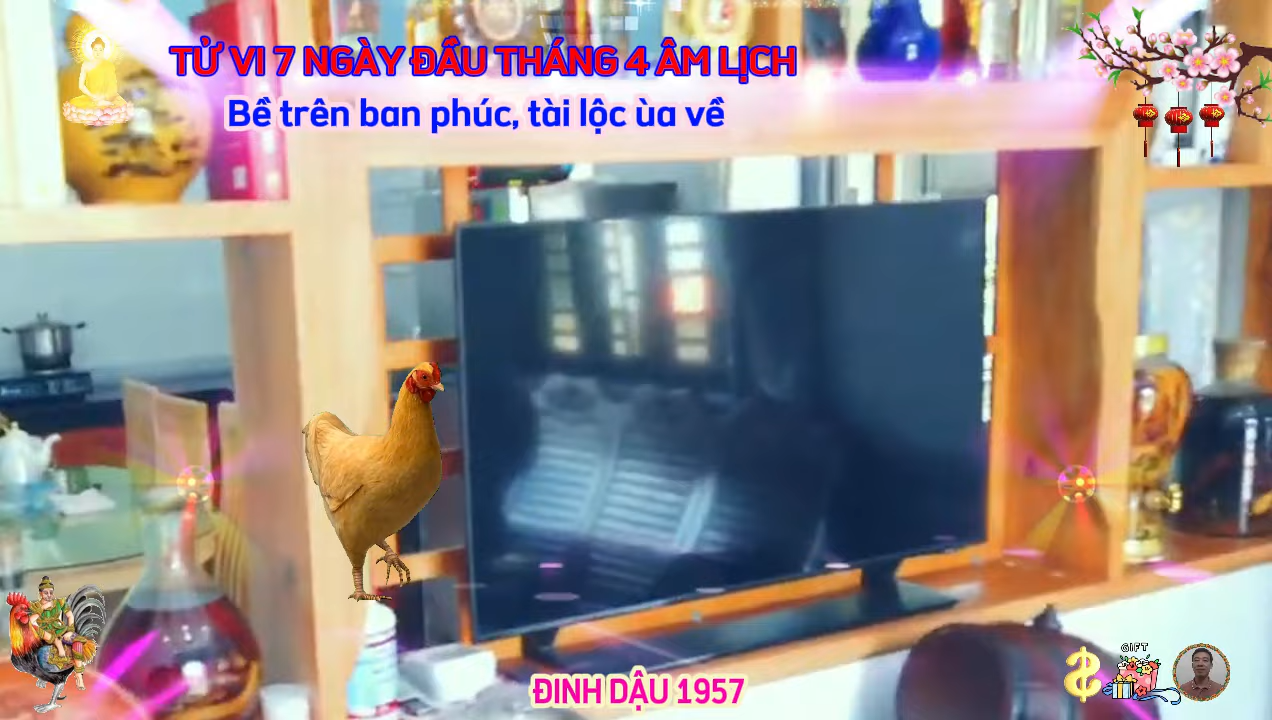 TỬ VI 7 NGÀY ĐẦU THÁNG 4 ÂM LỊCH
Bề trên ban phúc, tài lộc ùa về
GIFT
ĐINH DẬU 1957